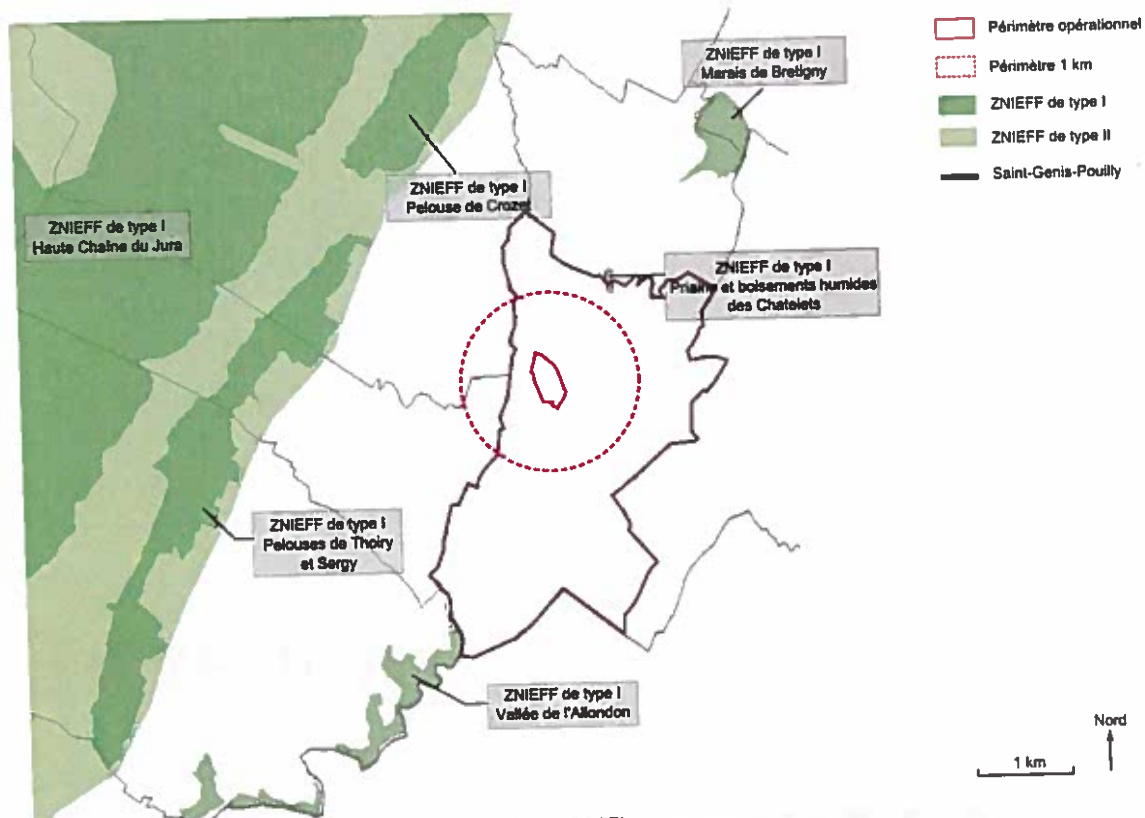 ZNIEFF de type I
Marais de Bretigny
Périmètre opérationnel
Périmètre 1 km
ZNIEFF de type I
ZNIEFF de type II
Saint-Genis-Pouilly
ZNIEFF de type I
Pelouse de Crozet
ZNIEFF de type I
Haute Chaîne du Jura
ZNIEFF de type I
Priairie et boisements humides
des Chatelets
ZNIEFF de type I
Pelouses de Thoiry
et Sergy
ZNIEFF de type I
Vallée de l'Allondon
Nord
1 km